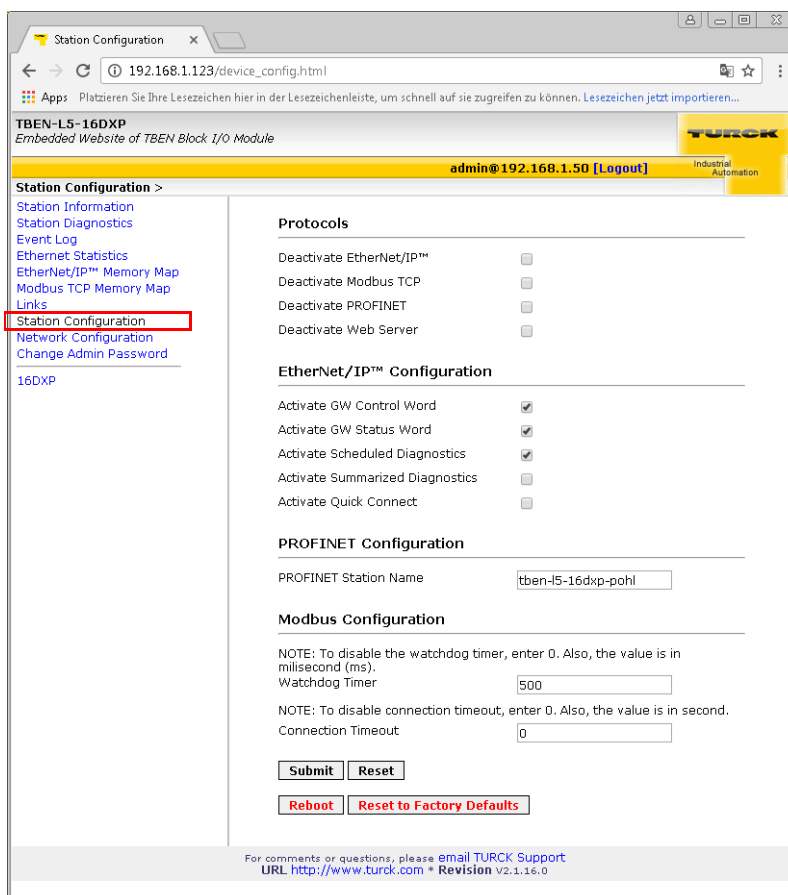 Station Configuration
192.168.1.123/device_config.html
Apps Platzieren Sie Ihre Lesezeichen hier in der Lesezeichenleiste, um schnell auf sie zugreifen zu können. Lesezeichen jetzt importieren...
TBEN-L5-16DXP
Embedded Website of TBEN Block I/O Module
TURCK
Industrial
Automation
admin@192.168.1.50 [Logout]
Station Configuration >
Station Information
Station Diagnostics
Event Log
Ethernet Statistics
EtherNet/IP™ Memory Map
Modbus TCP Memory Map
Links
Station Configuration
Network Configuration
Change Admin Password
16DXP
Protocols
Deactivate EtherNet/IP™
Deactivate Modbus TCP
Deactivate PROFINET
Deactivate Web Server
EtherNet/IP™ Configuration
Activate GW Control Word
Activate GW Status Word
Activate Scheduled Diagnostics
Activate Summarized Diagnostics
Activate Quick Connect
PROFINET Configuration
PROFINET Station Name tben-l5-16dxp-pohl
Modbus Configuration
NOTE: To disable the watchdog timer, enter 0. Also, the value is in
milisecond (ms).
Watchdog Timer 500
NOTE: To disable connection timeout, enter 0. Also, the value is in second.
Connection Timeout 0
Submit Reset
Reboot Reset to Factory Defaults
For comments or questions, please email TURCK Support
URL http://www.turck.com * Revision V2.1.16.0